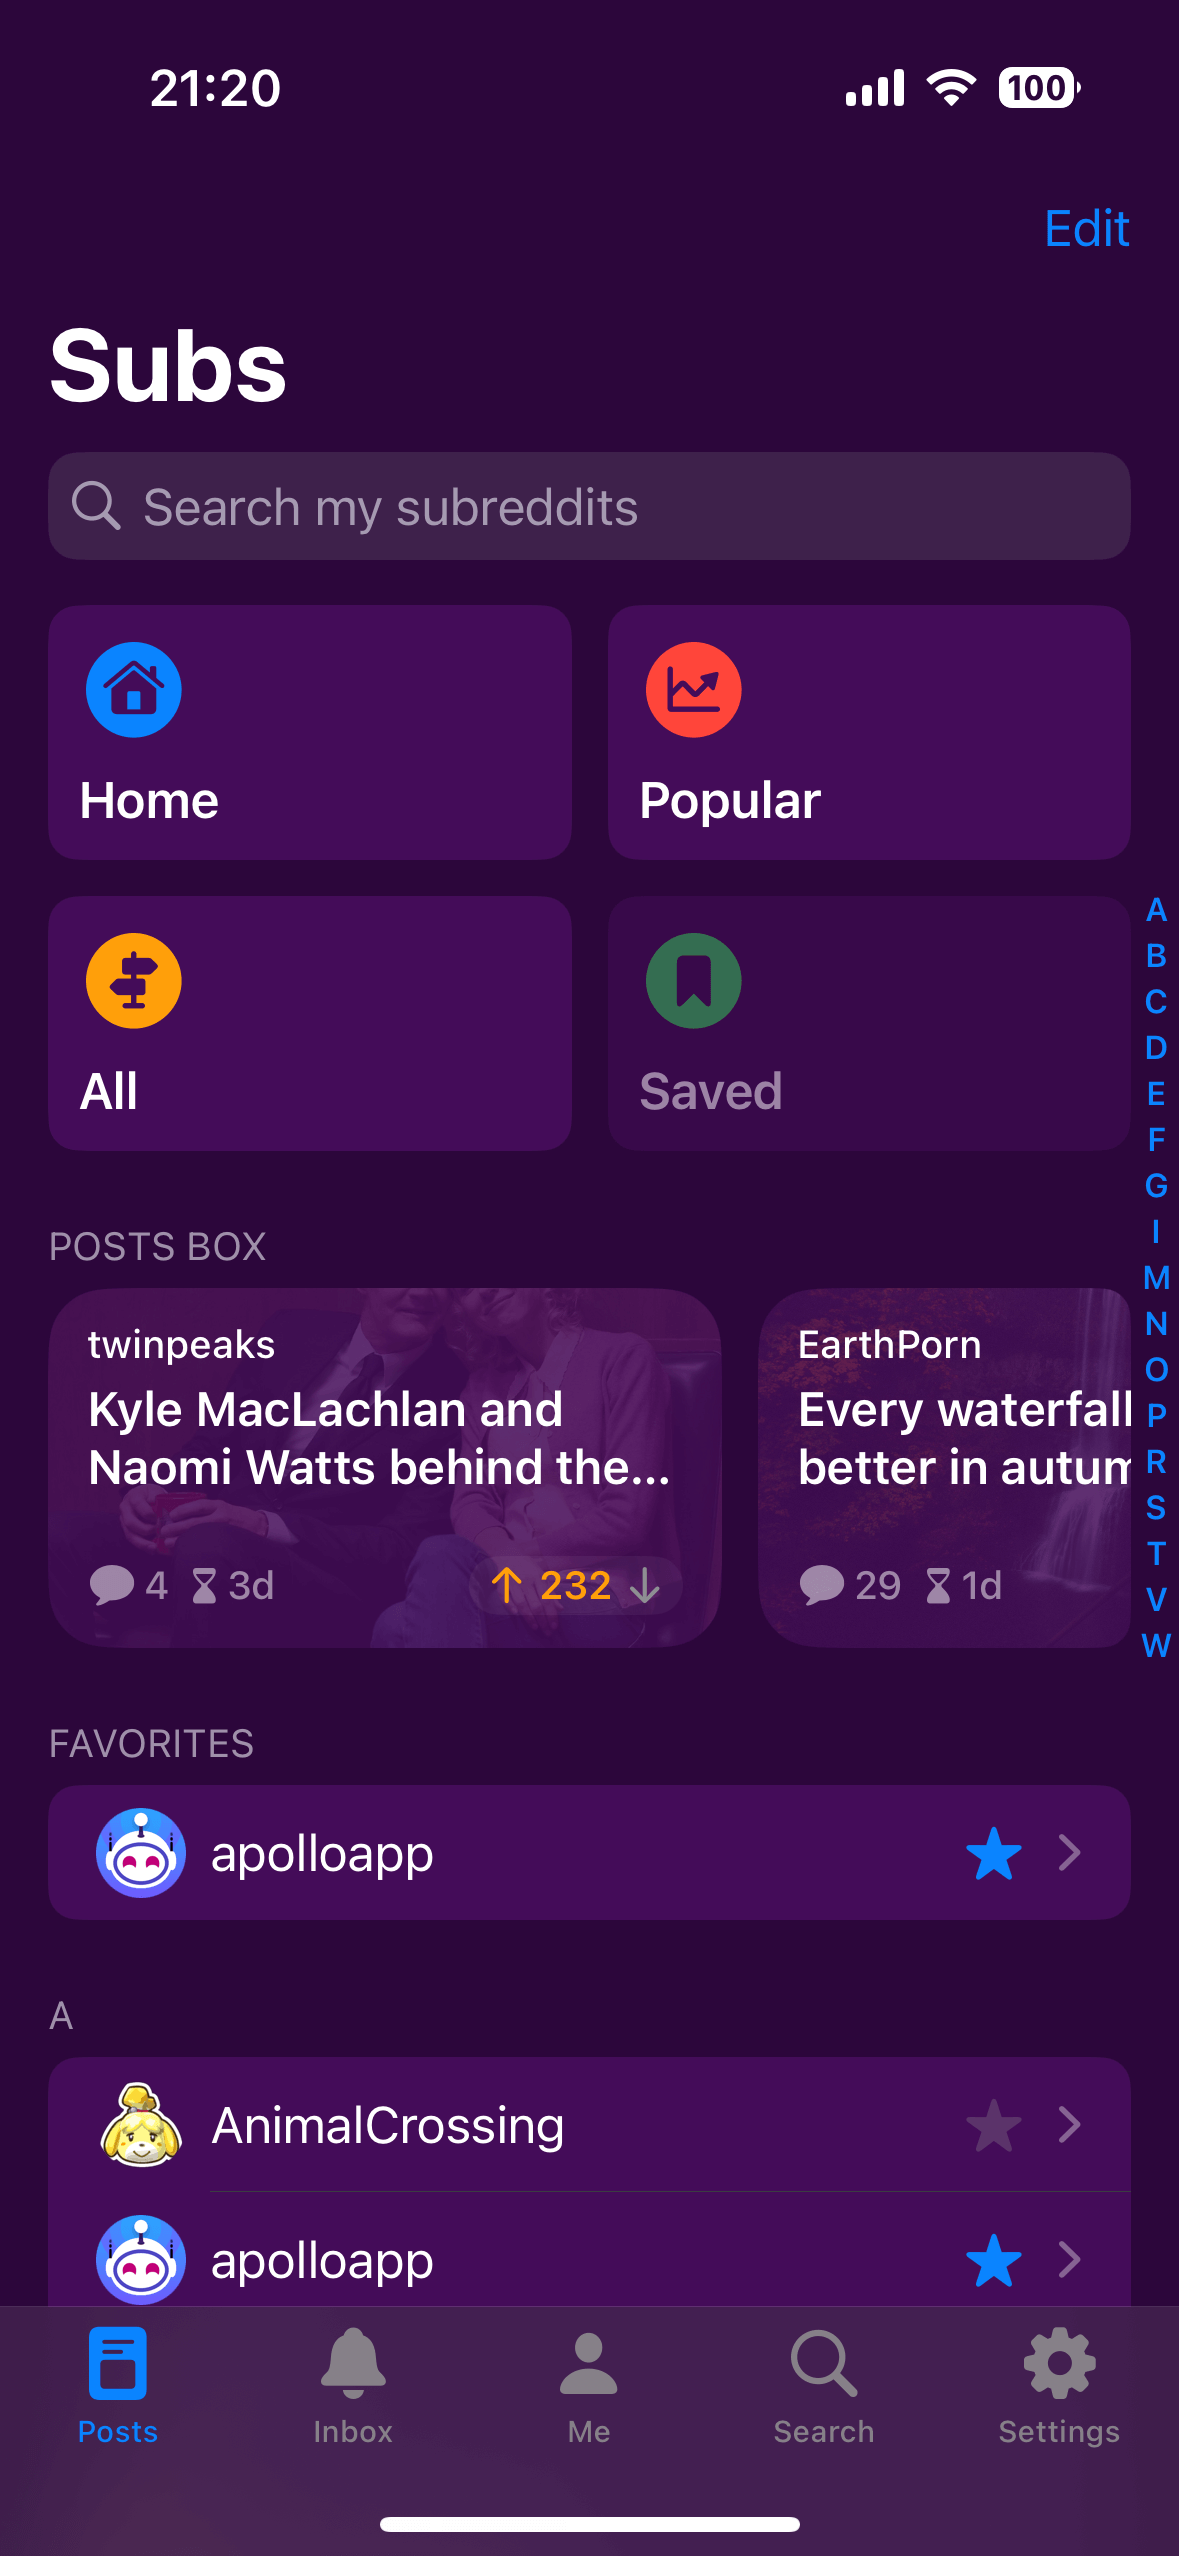 21:20
100
Edit
Subs
Search my subreddits
Home
Popular
All
Saved
A
B
C
D
E
F
G
I
M
N
O
P
R
S
T
V
W
POSTS BOX
twinpeaks
Kyle MacLachlan and
Naomi Watts behind the...
4 3d
232
EarthPorn
Every waterfall
better in autum
29 1d
FAVORITES
apolloapp
A
AnimalCrossing
apolloapp
Posts
Inbox
Me
Search
Settings